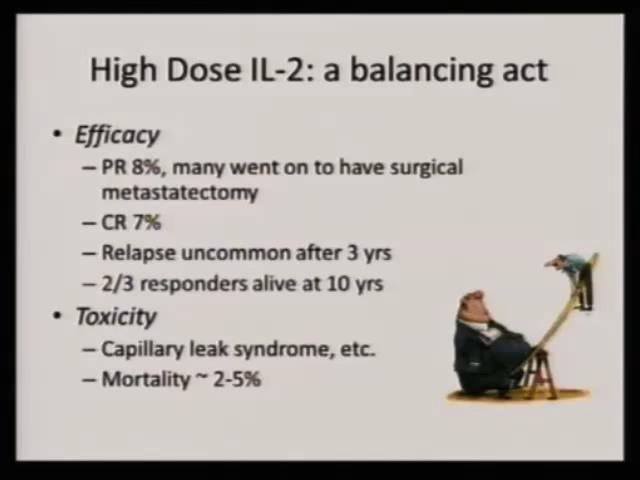 High Dose IL-2: a balancing act
• Efficacy
– PR 8%, many went on to have surgical
metastatectomy
– CR 7%
– Relapse uncommon after 3 yrs
– 2/3 responders alive at 10 yrs
• Toxicity
– Capillary leak syndrome, etc.
– Mortality ~ 2-5%